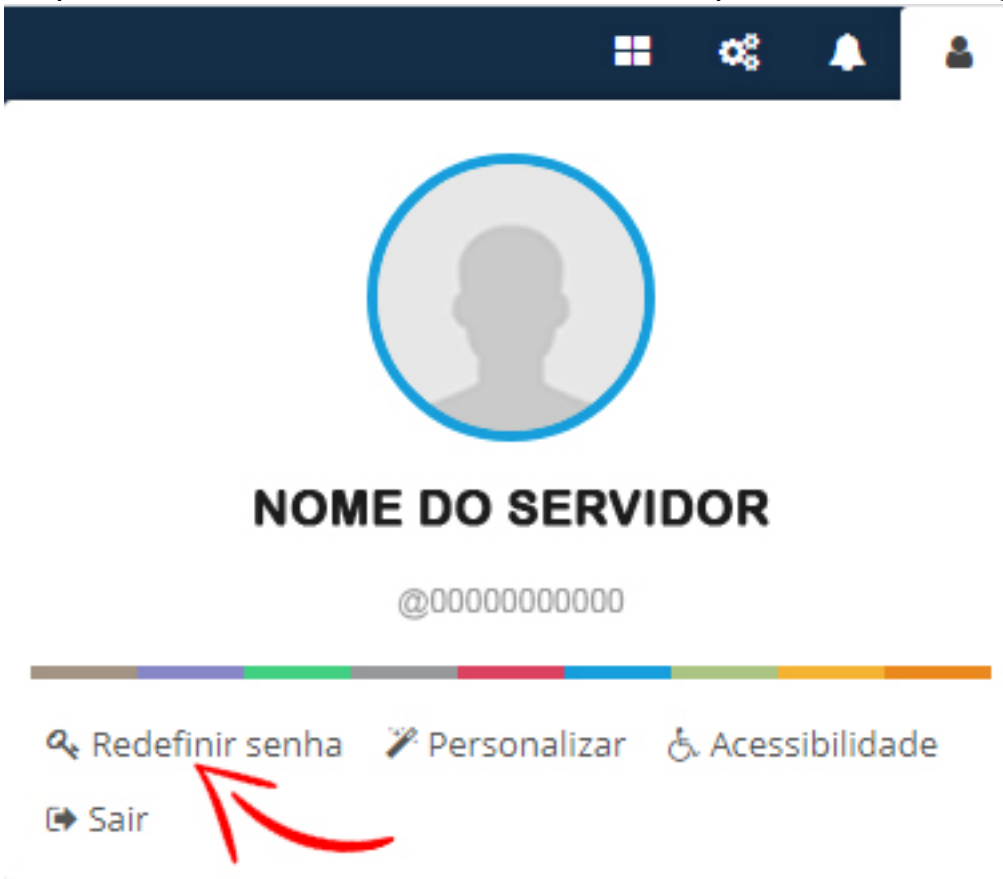 NOME DO SERVIDOR
@00000000000
Redefinir senha Personalizar Acessibilidade
Sair